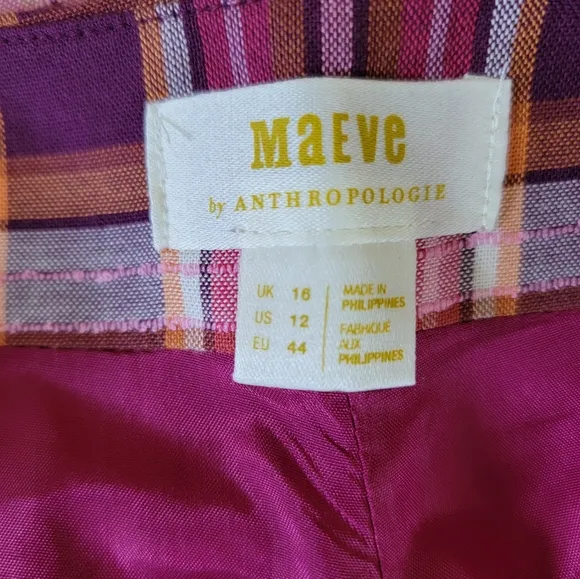 MaEve
by ANTHROPOLOGIE
UK 16
US 12
EU 44
MADE IN
PHILIPPINES
FABRIQUÉ
AUX
PHILIPPINES